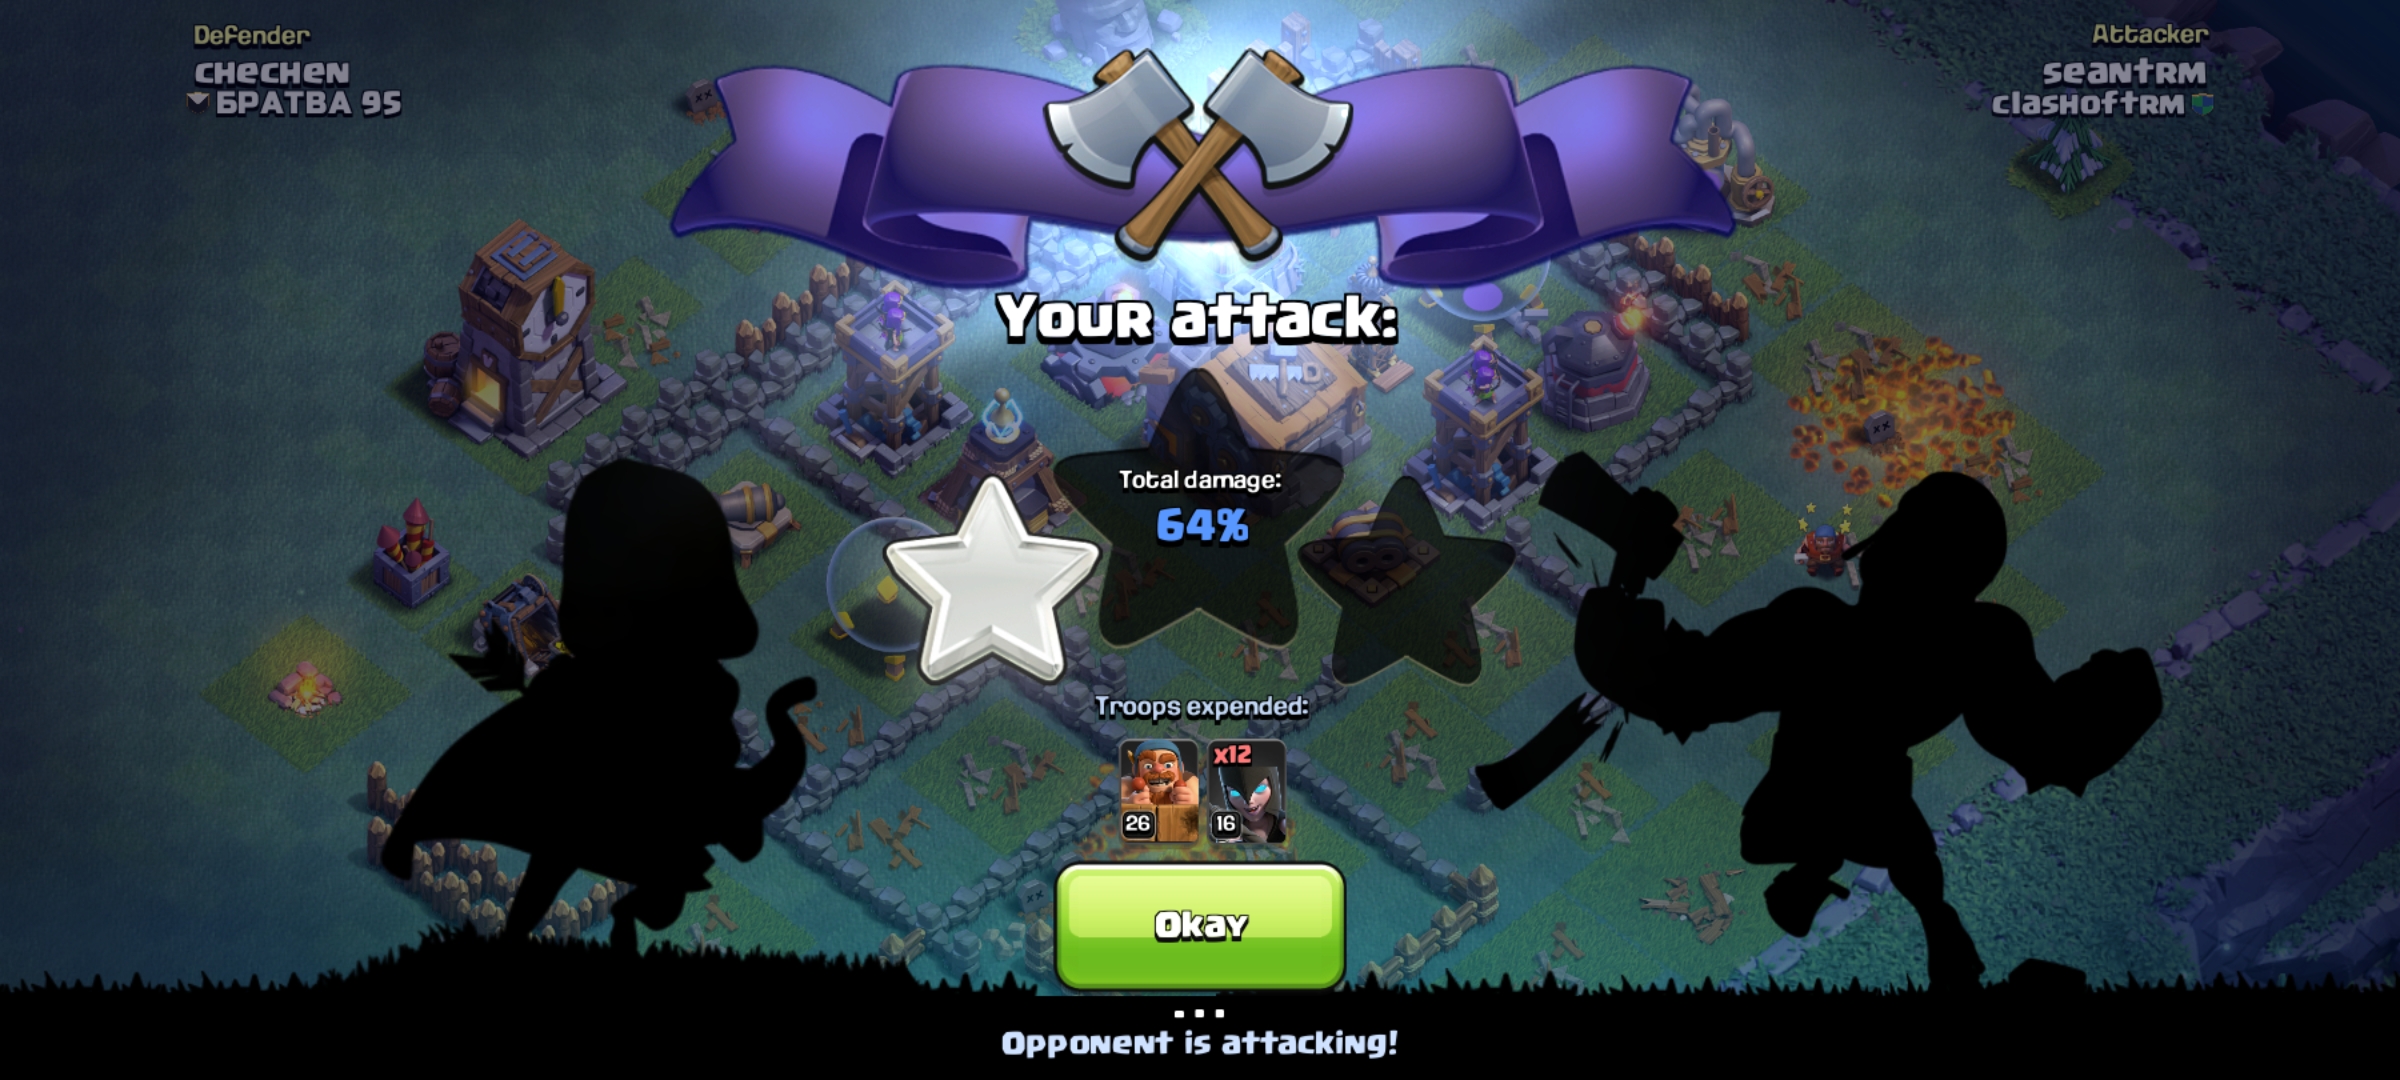 Defender
CHECHEN
БРАТВА 95
Attacker
seantRM
clashoftRM
Your attack:
Total damage:
64%
Troops expended:
x12
26
16
Okay
...
Opponent is attacking!